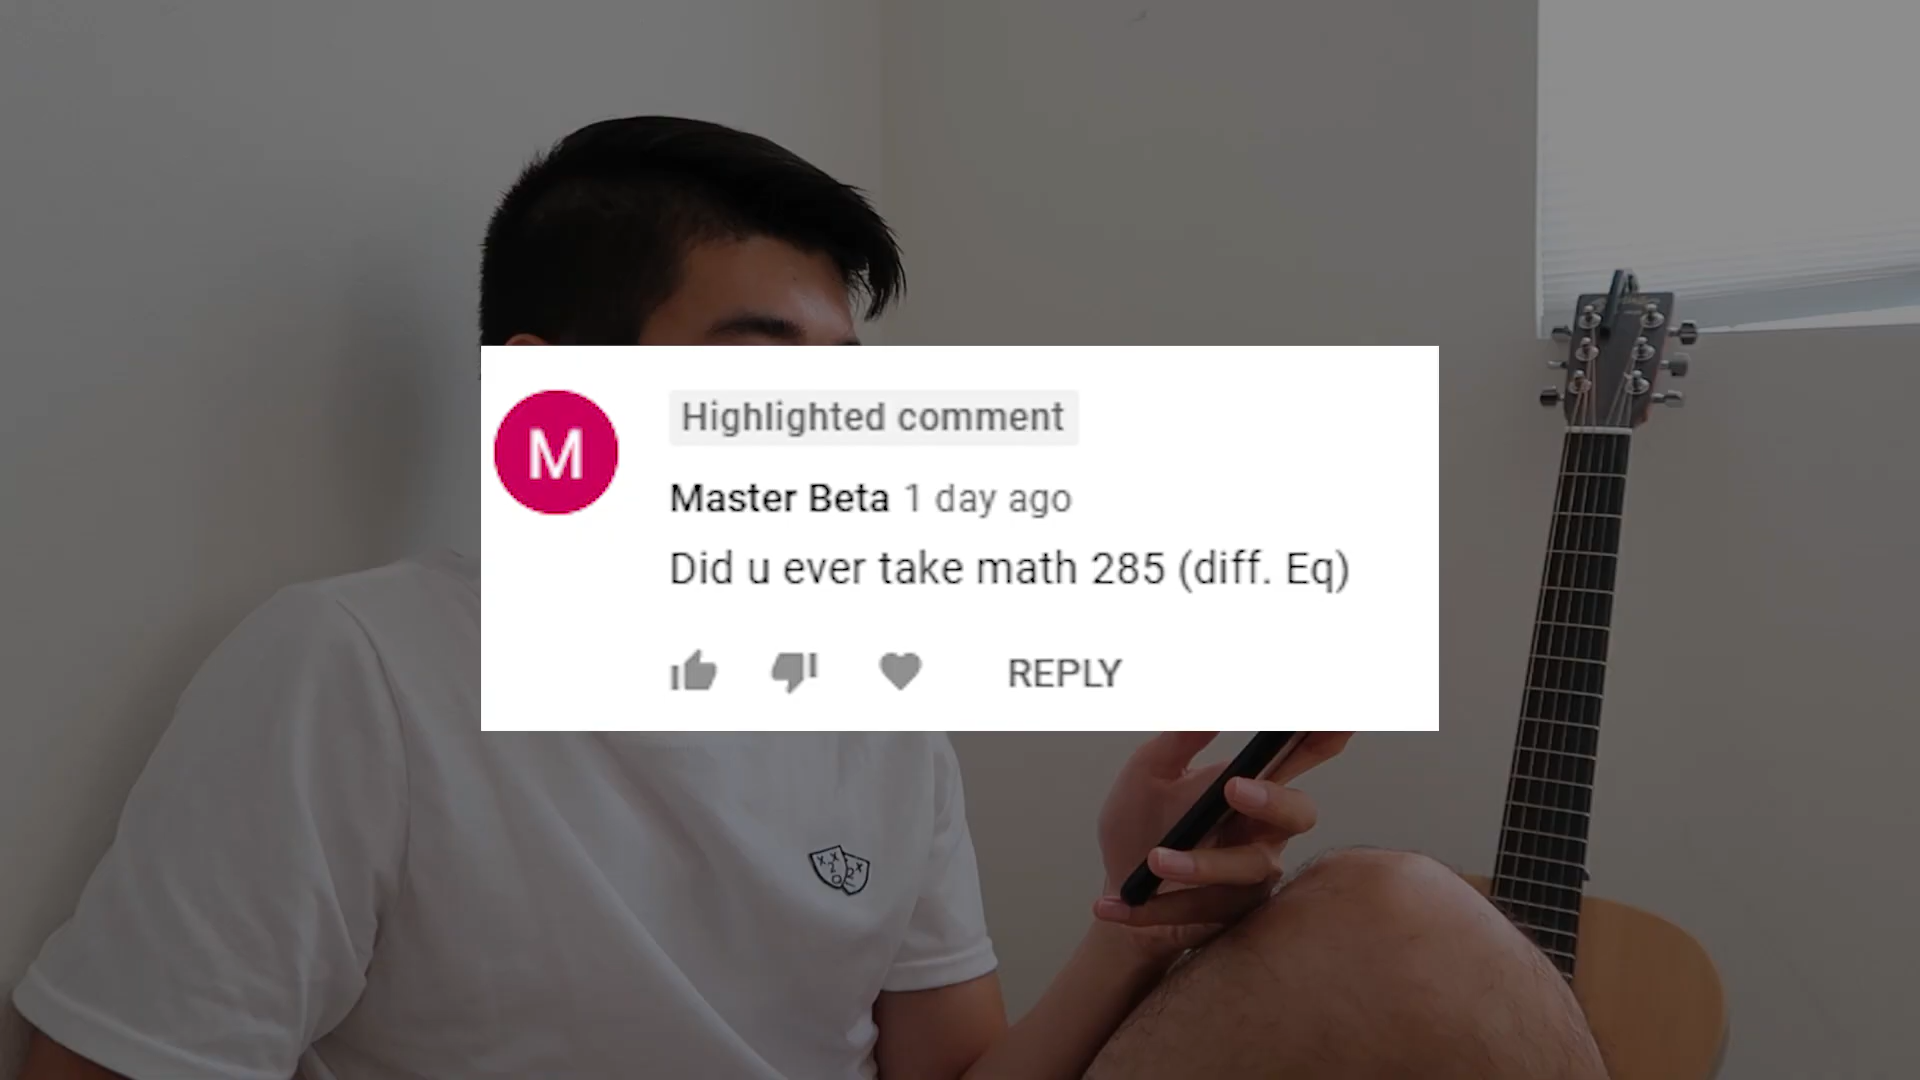 M
Highlighted comment
Master Beta 1 day ago
Did u ever take math 285 (diff. Eq)
REPLY